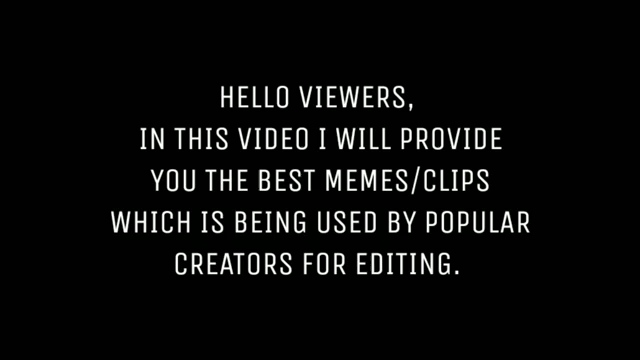 HELLO VIEWERS,
IN THIS VIDEO I WILL PROVIDE
YOU THE BEST MEMES/CLIPS
WHICH IS BEING USED BY POPULAR
CREATORS FOR EDITING.